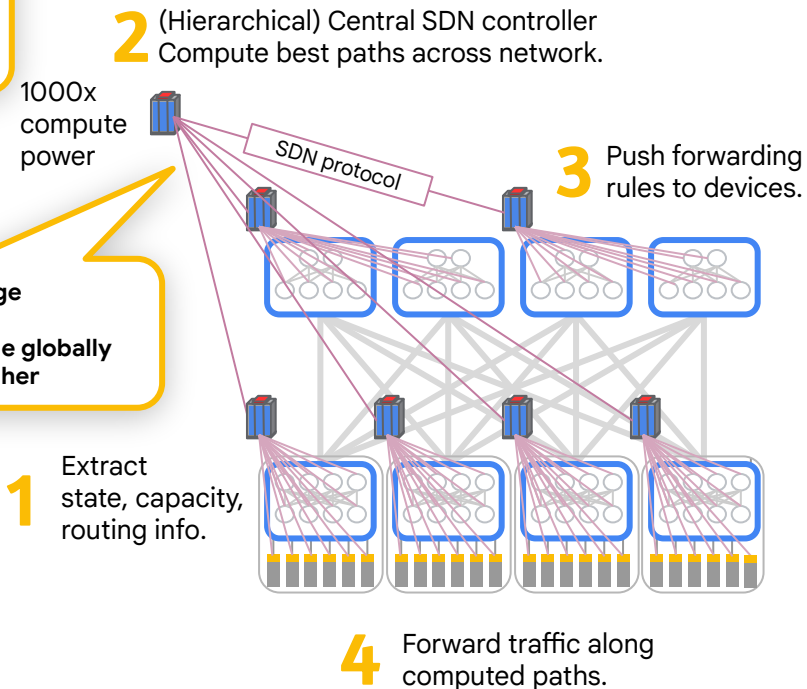 2 (Hierarchical) Central SDN controller
Compute best paths across network.
1000x
compute
power
SDN protocol
3 Push forwarding
rules to devices.
ge
e globally
her
1 Extract
state, capacity,
routing info.
4 Forward traffic along
computed paths.